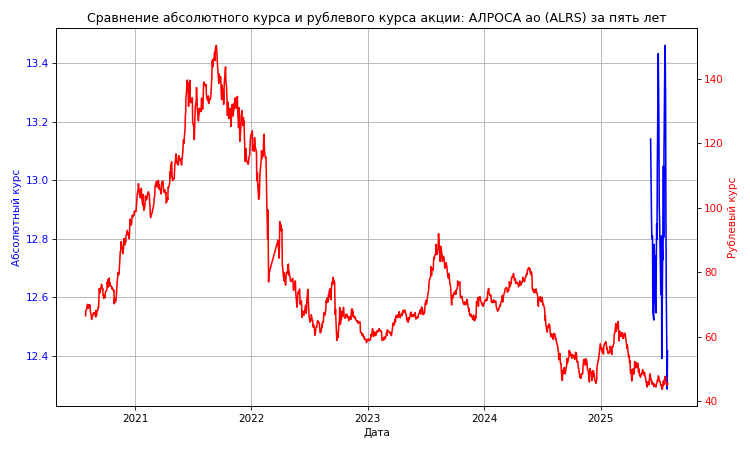 Сравнение абсолютного курса и рублевого курса акции: АЛРОСА ао (ALRS) за пять лет
13.4
13.2
13.0
12.8
12.6
12.4
Абсолютный курс
140
120
100
80
60
40
Рублевый курс
2021 2022 2023 2024 2025
Дата